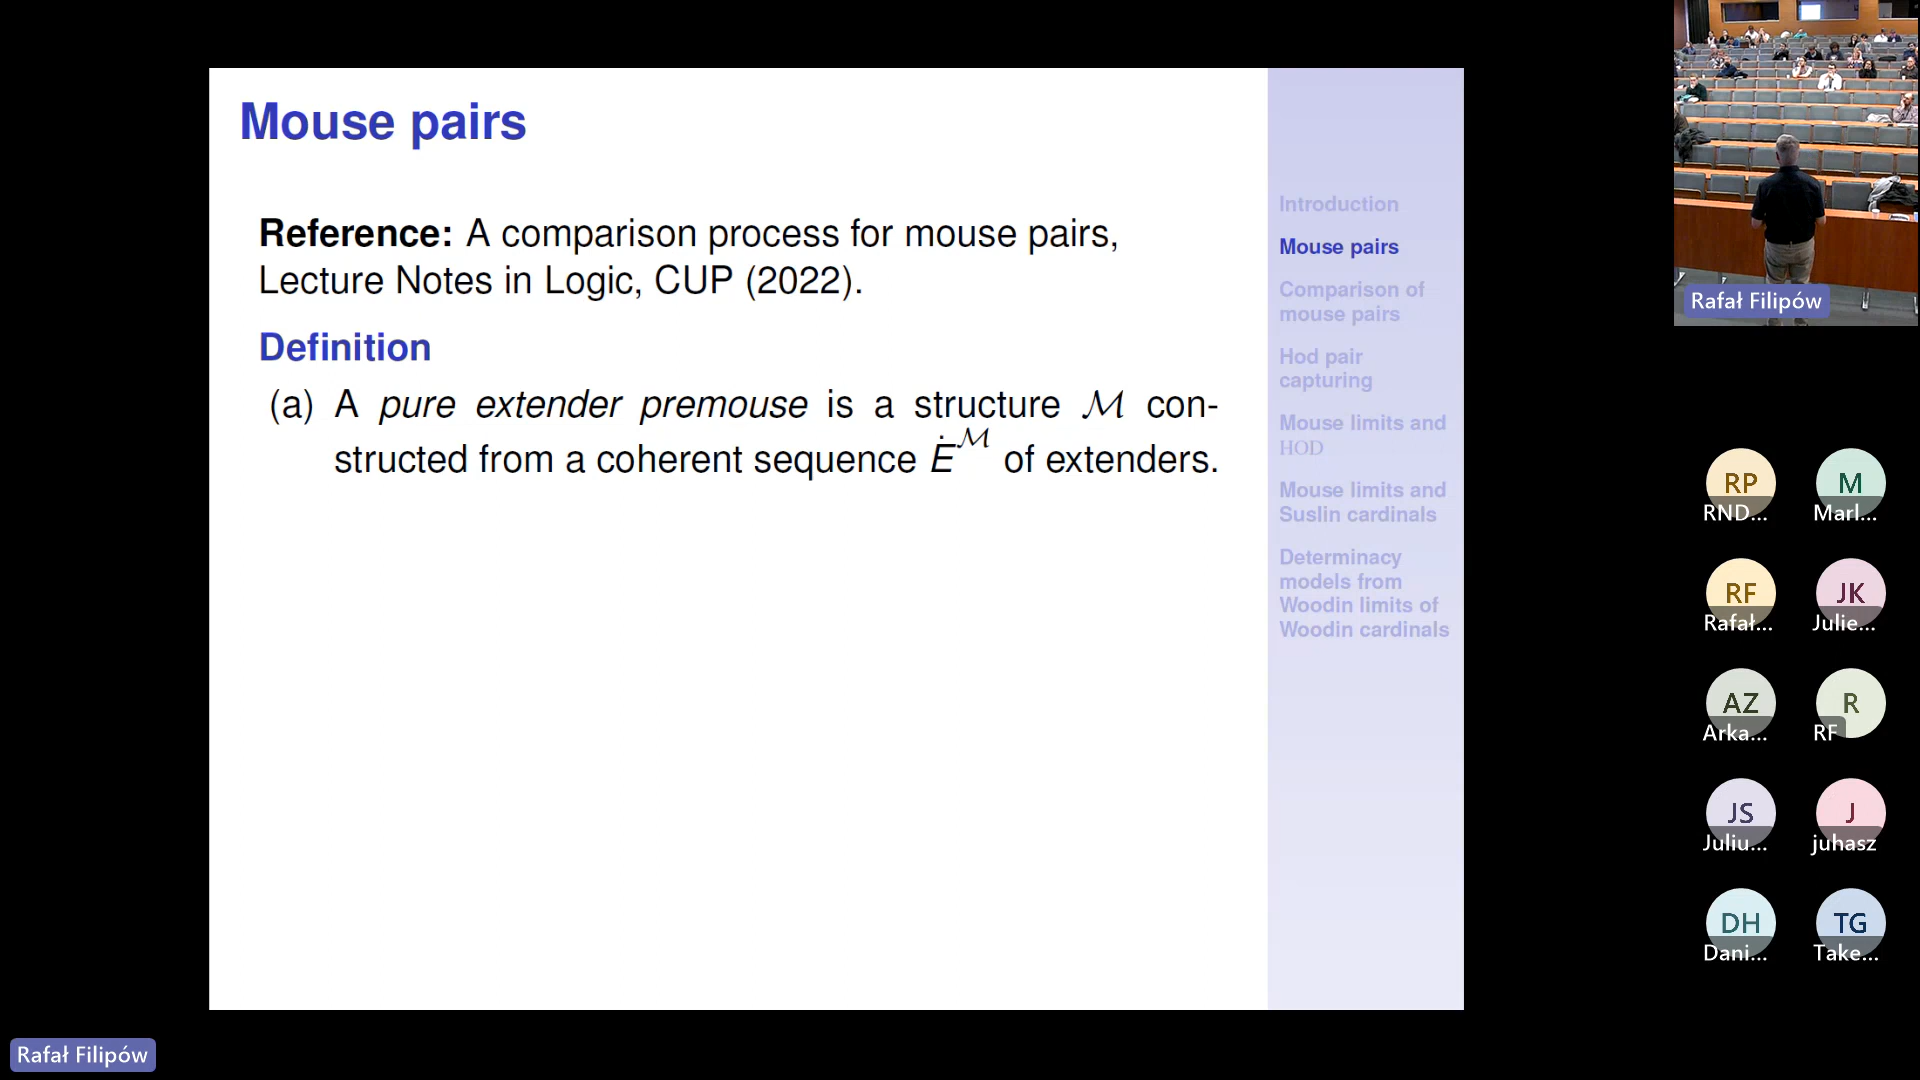 Mouse pairs
Reference: A comparison process for mouse pairs,
Lecture Notes in Logic, CUP (2022).
Definition
(a) A pure extender premouse is a structure ℳ con-
structed from a coherent sequence Ė^ℳ of extenders.
Introduction
Mouse pairs
Comparison of
mouse pairs
Hod pair
capturing
Mouse limits and
HOD
Mouse limits and
Suslin cardinals
Determinacy
models from
Woodin limits of
Woodin cardinals
Rafał Filipów
RP
RND...
M
Marl...
RF
Rafał...
JK
Julie...
AZ
Arka...
R
RF
JS
Juliu...
J
juhasz
DH
Dani...
TG
Take...
Rafał Filipów